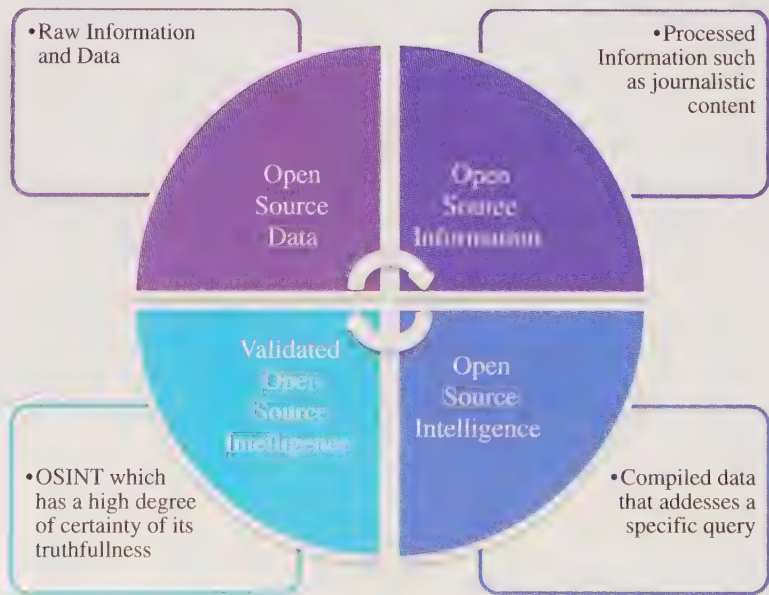 •Raw Information
and Data
•Processed
Information such
as journalistic
content
Open
Source
Data
Open
Source
Information
Validated
Open
Source
Intelligence
Open
Source
Intelligence
•OSINT which
has a high degree
of certainty of its
truthfullness
•Compiled data
that addesses a
specific query